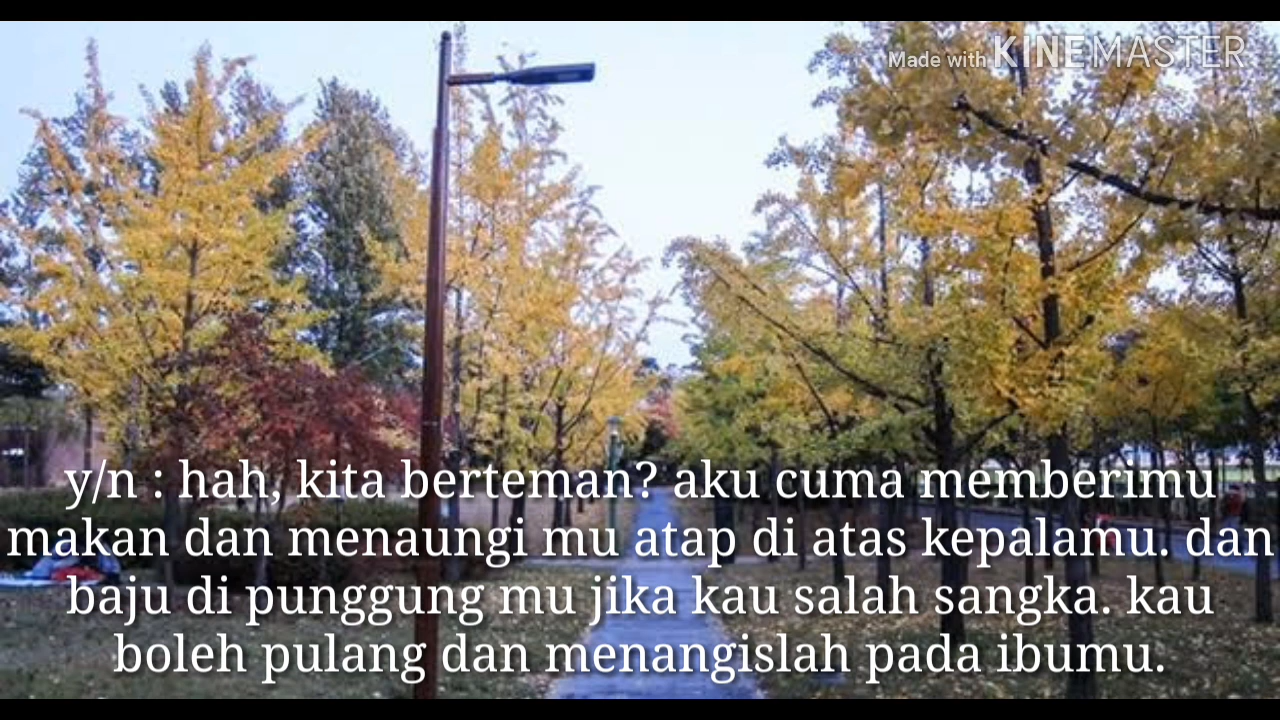 Made with KINEMASTER
y/n : hah, kita berteman? aku cuma memberimu
makan dan menaungi mu atap di atas kepalamu. dan
baju di punggung mu jika kau salah sangka. kau
boleh pulang dan menangislah pada ibumu.